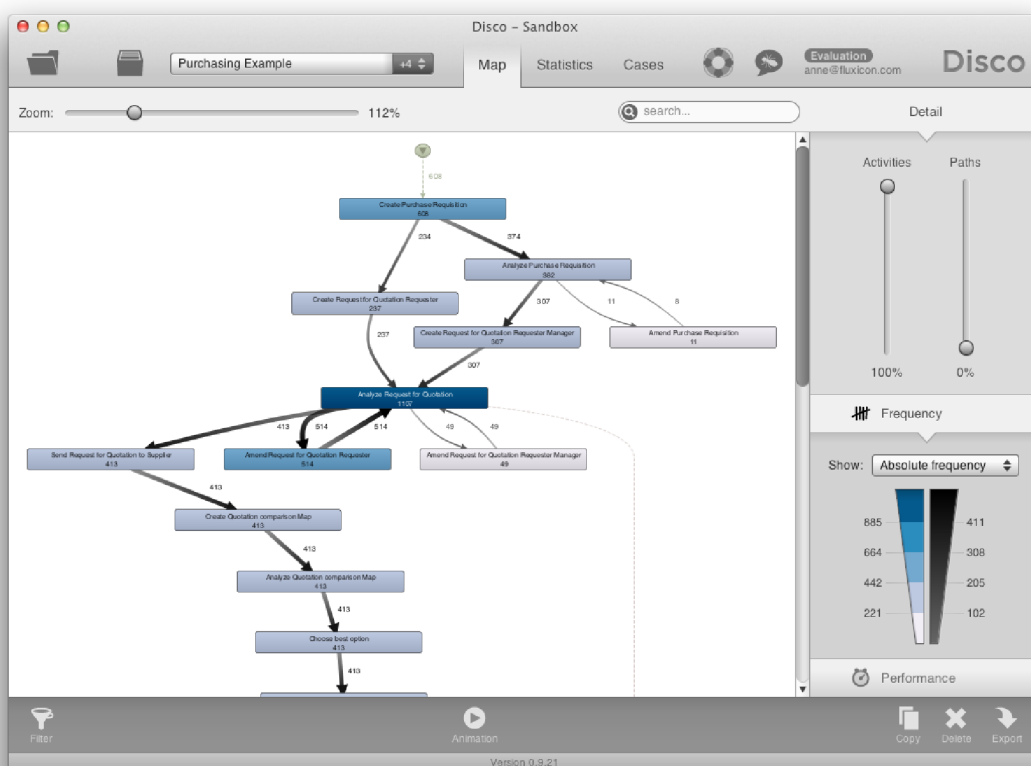 Disco – Sandbox
Purchasing Example
+4
Map
Statistics
Cases
Evaluation
anne@fluxicon.com
Disco
Zoom:
112%
search...
Detail
Activities
Paths
100%
0%
Frequency
Show:
Absolute frequency
885
664
442
221
411
308
205
102
Performance
608
Create Purchase Requisition
608
234
374
Analyze Purchase Requisition
382
Create Request for Quotation Requester
237
307
11
8
Create Request for Quotation Requester Manager
307
Amend Purchase Requisition
11
237
307
Analyze Request for Quotation
1107
413
514
514
49
49
Send Request for Quotation to Supplier
413
Amend Request for Quotation Requester
514
Amend Request for Quotation Requester Manager
49
413
Create Quotation comparison Map
413
413
Analyze Quotation comparison Map
413
413
Choose best option
413
413
Filter
Animation
Copy
Delete
Export
Version 0.9.21